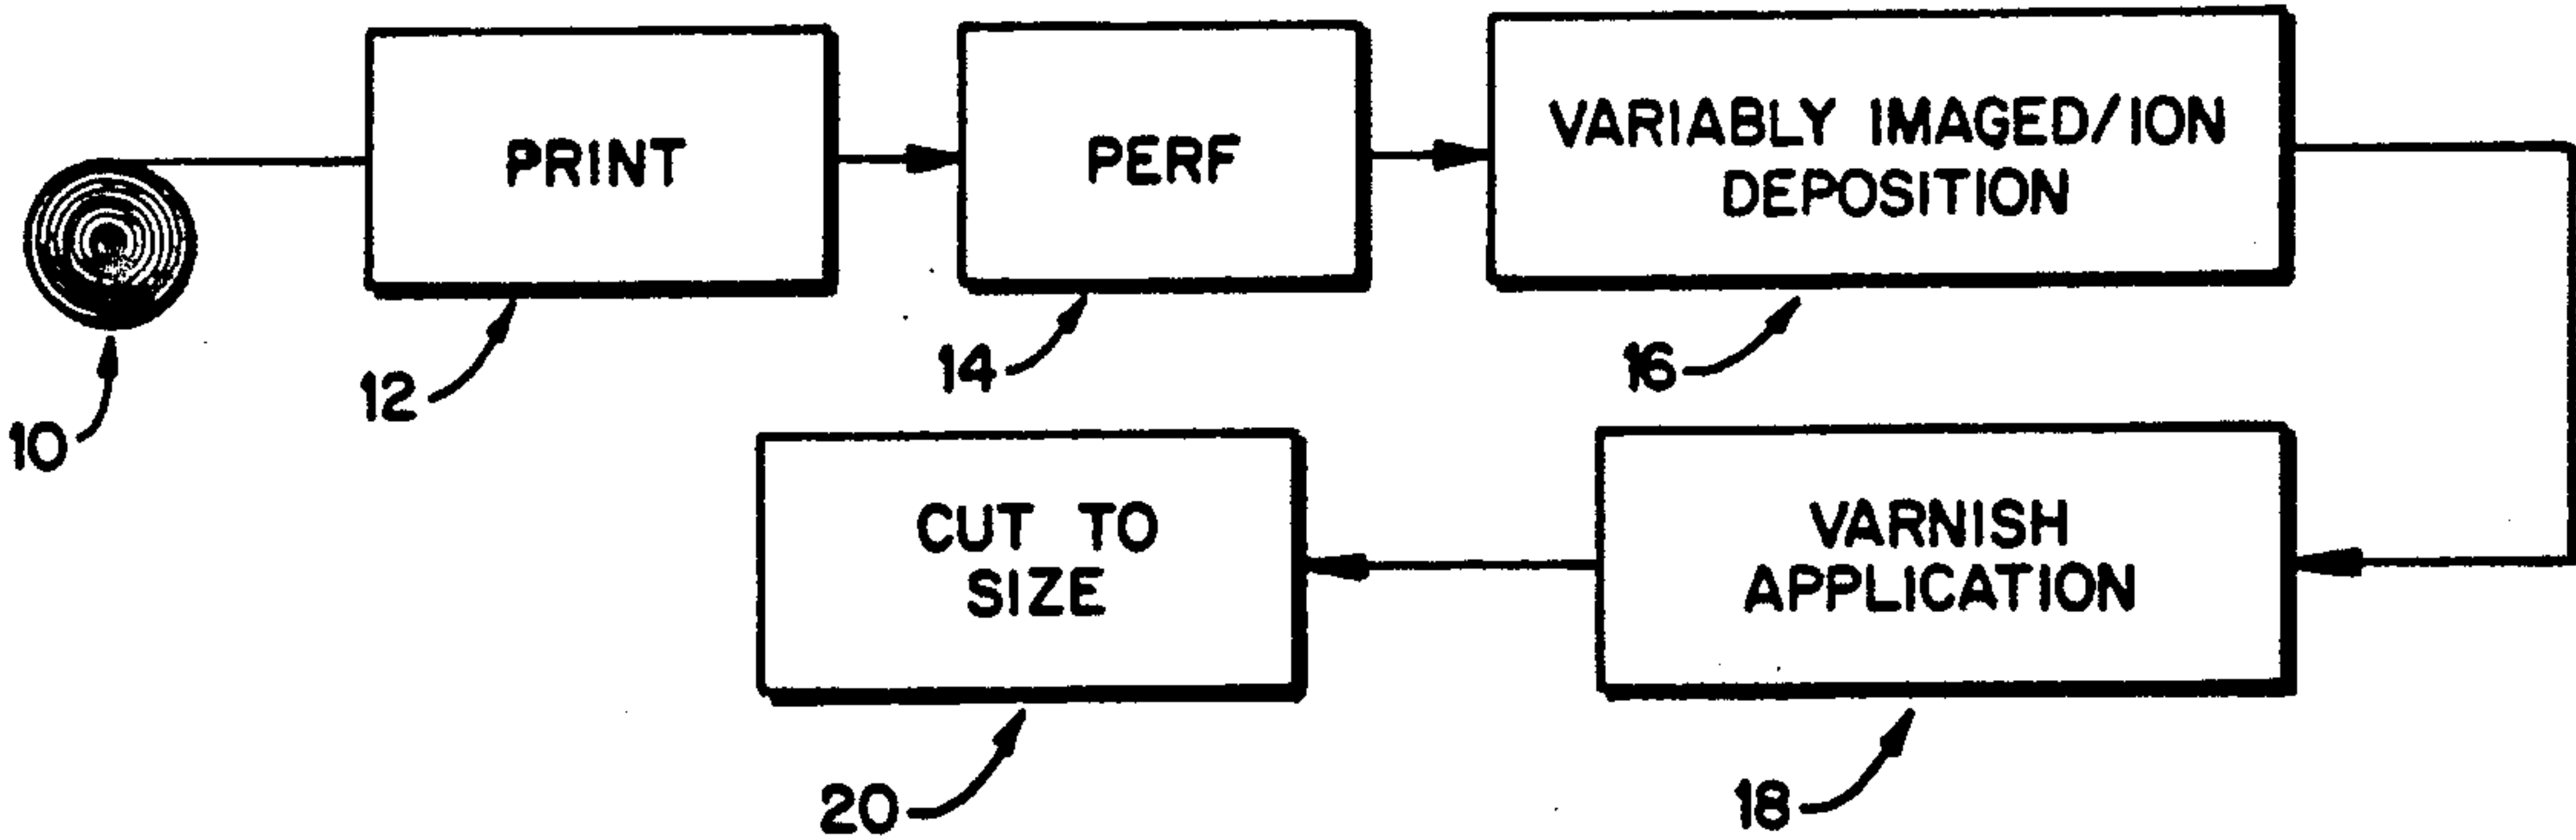 PRINT
PERF
VARIABLY IMAGED/ION
DEPOSITION
10
12
14
16
CUT TO
SIZE
VARNISH
APPLICATION
20
18